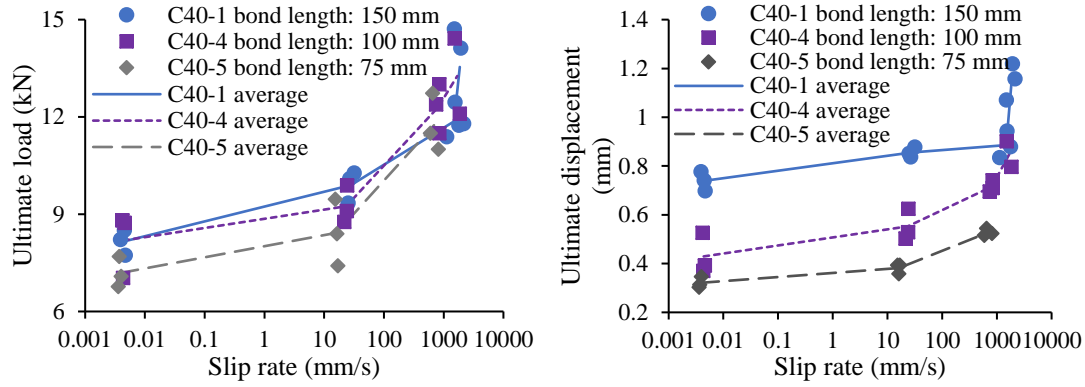 15
12
9
6
Ultimate load (kN)
C40-1 bond length: 150 mm
C40-4 bond length: 100 mm
C40-5 bond length: 75 mm
C40-1 average
C40-4 average
C40-5 average
0.001 0.01 0.1 1 10 100 1000 10000
Slip rate (mm/s)
1.4
1.2
1
0.8
0.6
0.4
0.2
Ultimate displacement
(mm)
C40-1 bond length: 150 mm
C40-4 bond length: 100 mm
C40-5 bond length: 75 mm
C40-1 average
C40-4 average
C40-5 average
0.001 0.01 0.1 1 10 100 1000 10000
Slip rate (mm/s)